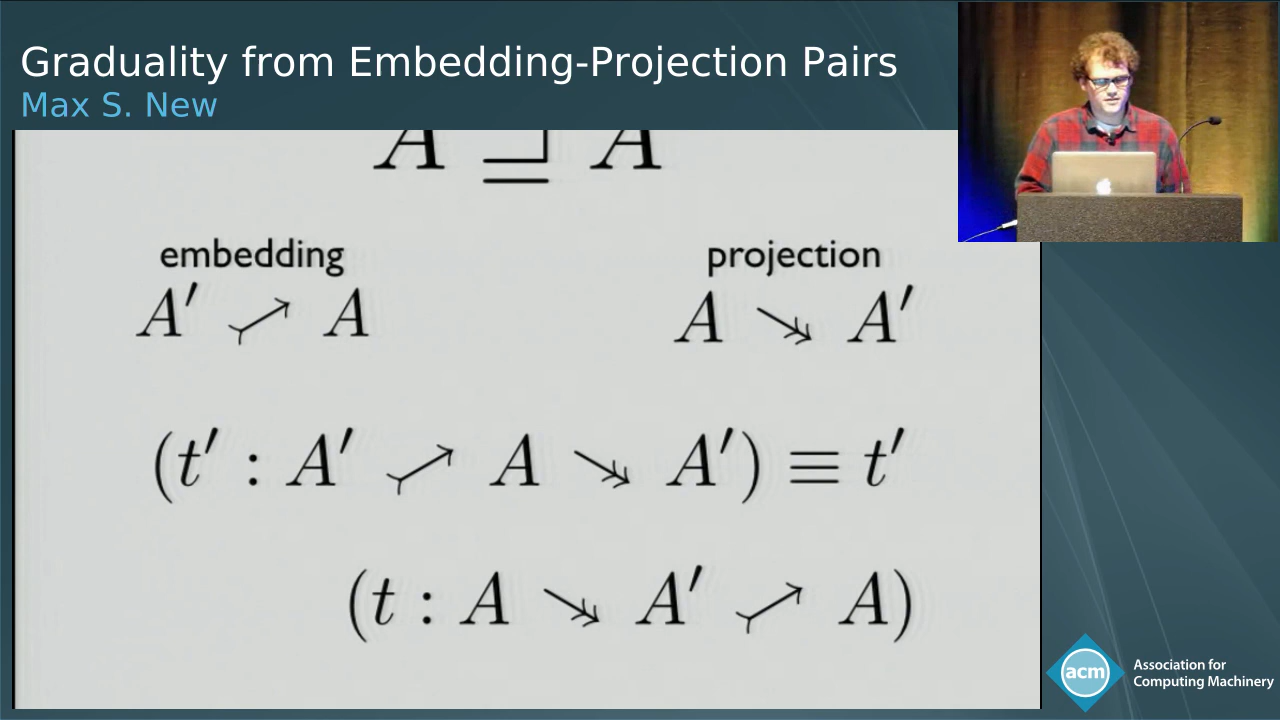 Graduality from Embedding-Projection Pairs
Max S. New
A ⊒ A
embedding projection
A′ ↣ A A ↠ A′
(t′ : A′ ↣ A ↠ A′) ≡ t′
(t : A ↠ A′ ↣ A)
acm Association for
Computing Machinery